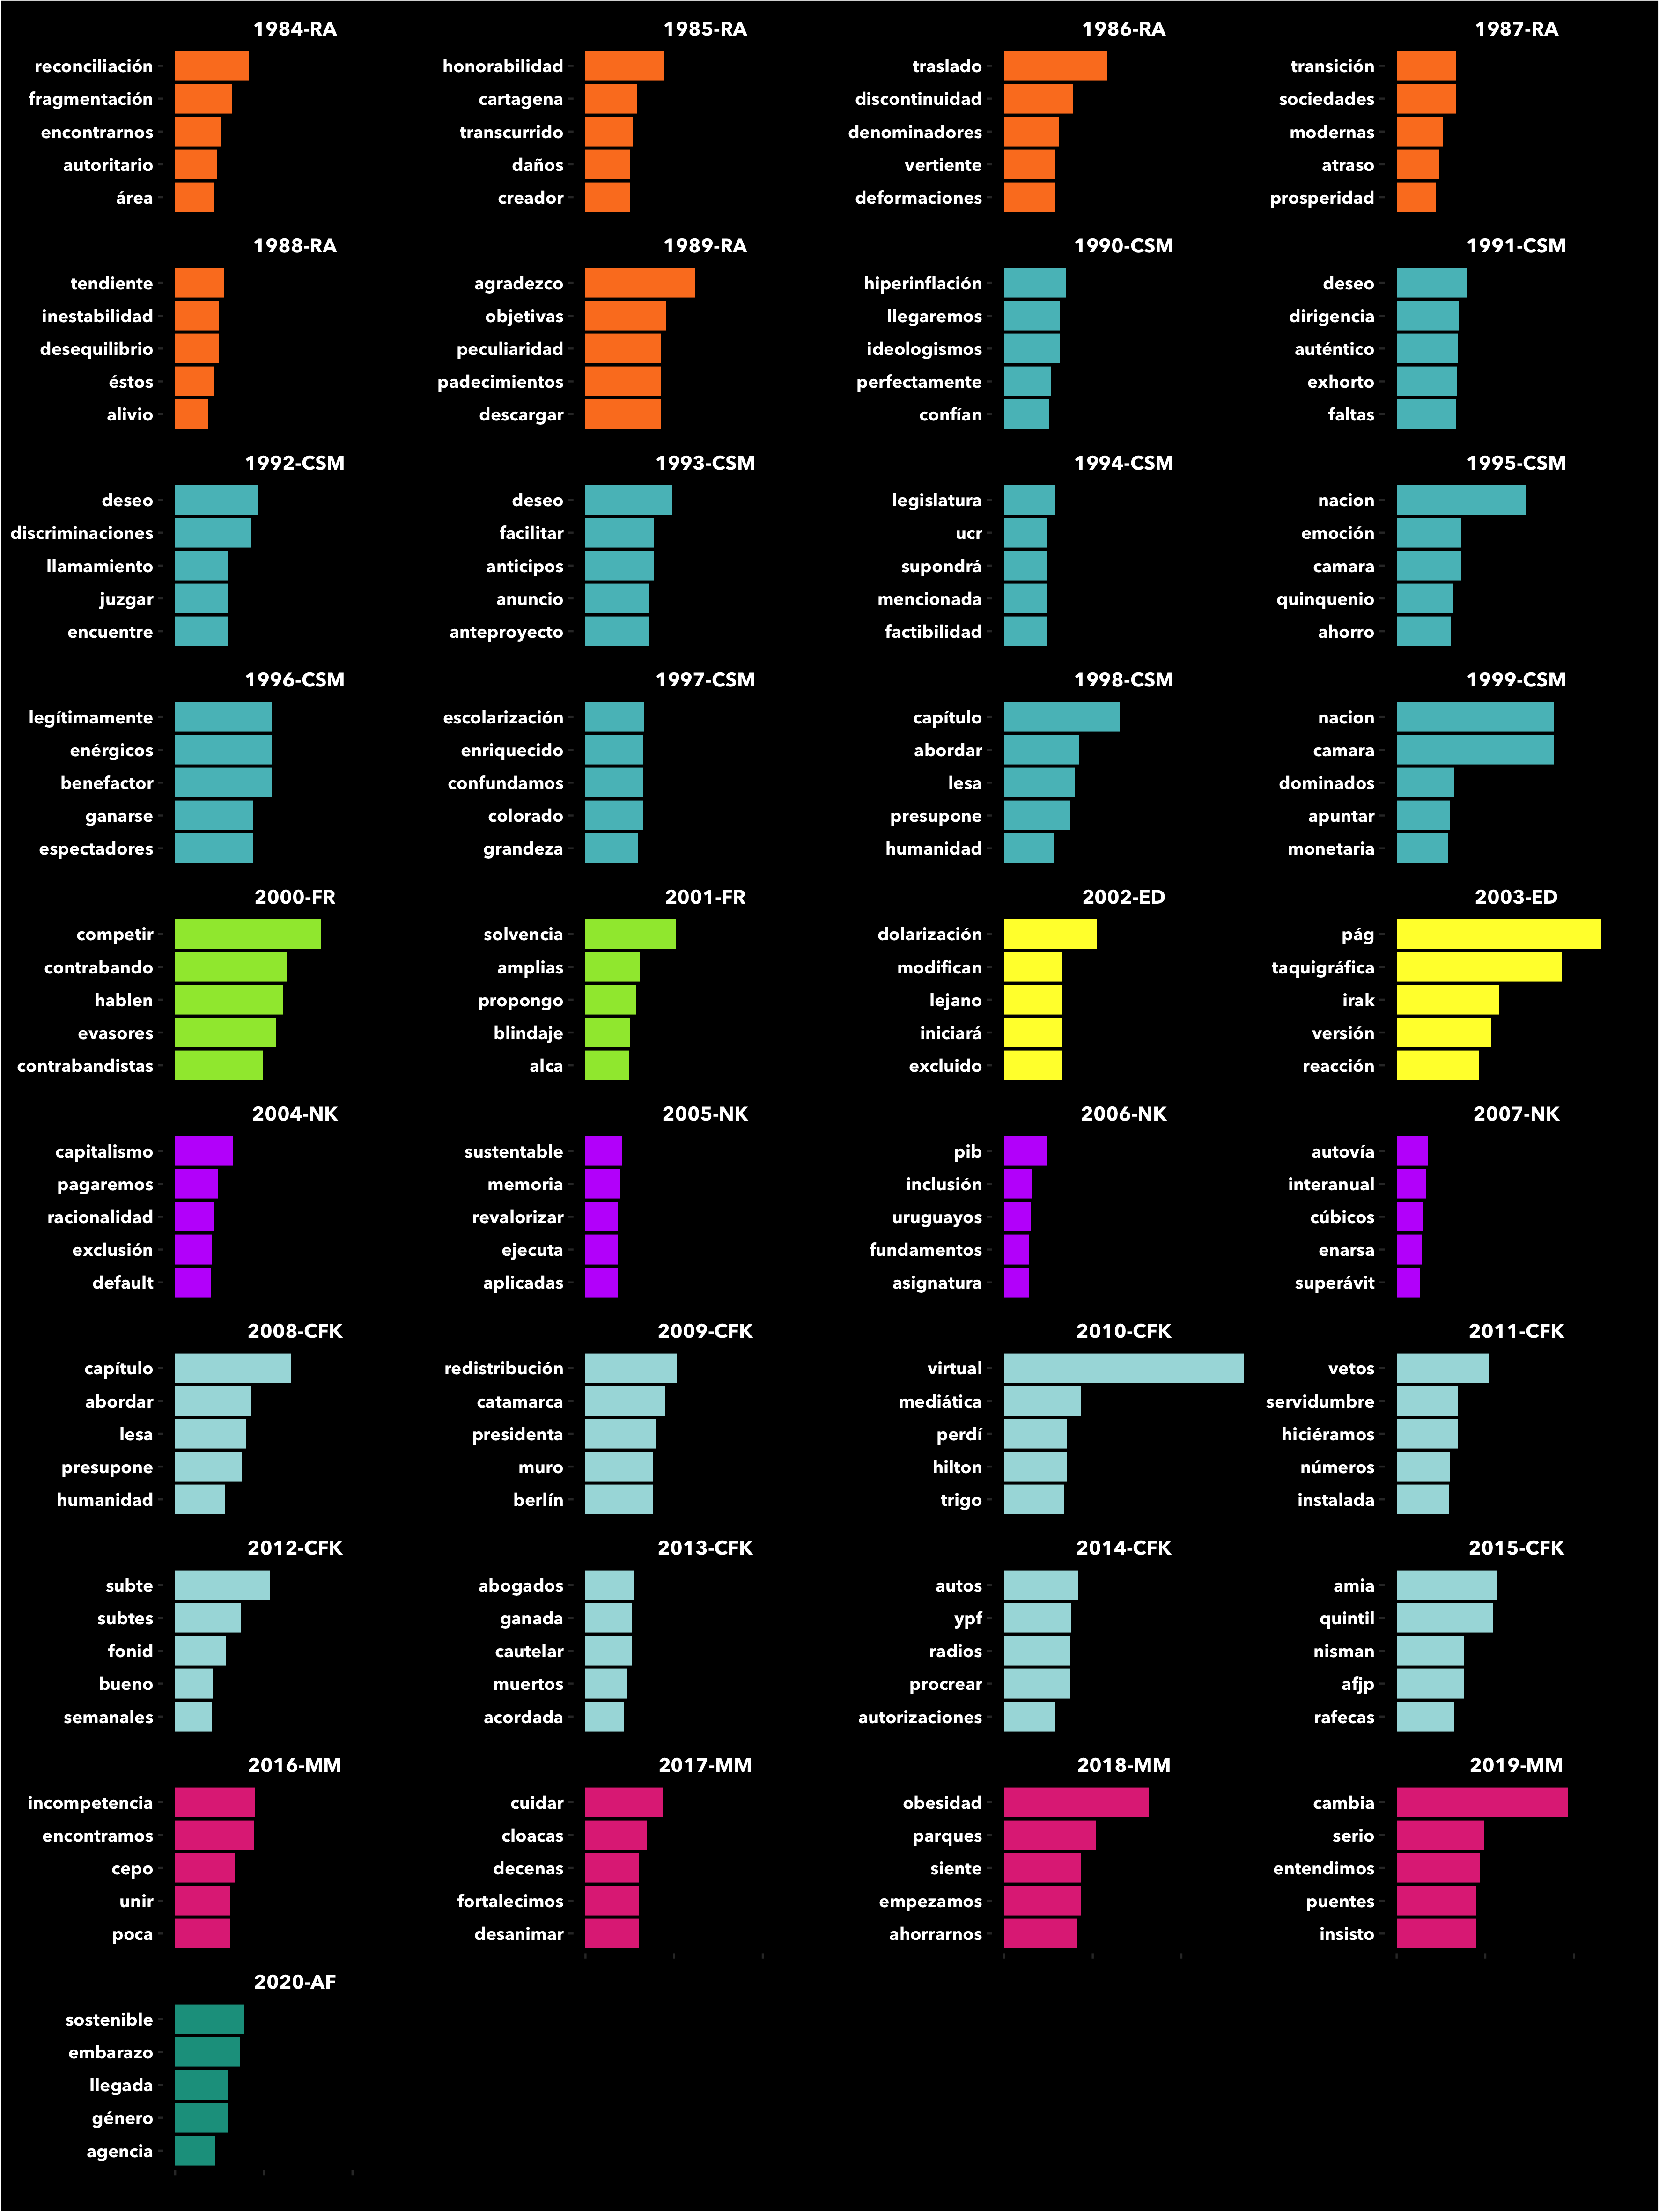 1984-RA
reconciliación
fragmentación
encontrarnos
autoritario
área
1985-RA
honorabilidad
cartagena
transcurrido
daños
creador
1986-RA
traslado
discontinuidad
denominadores
vertiente
deformaciones
1987-RA
transición
sociedades
modernas
atraso
prosperidad
1988-RA
tendiente
inestabilidad
desequilibrio
éstos
alivio
1989-RA
agradezco
objetivas
peculiaridad
padecimientos
descargar
1990-CSM
hiperinflación
llegaremos
ideologismos
perfectamente
confían
1991-CSM
deseo
dirigencia
auténtico
exhorto
faltas
1992-CSM
deseo
discriminaciones
llamamiento
juzgar
encuentre
1993-CSM
deseo
facilitar
anticipos
anuncio
anteproyecto
1994-CSM
legislatura
ucr
supondrá
mencionada
factibilidad
1995-CSM
nacion
emoción
camara
quinquenio
ahorro
1996-CSM
legítimamente
enérgicos
benefactor
ganarse
espectadores
1997-CSM
escolarización
enriquecido
confundamos
colorado
grandeza
1998-CSM
capítulo
abordar
lesa
presupone
humanidad
1999-CSM
nacion
camara
dominados
apuntar
monetaria
2000-FR
competir
contrabando
hablen
evasores
contrabandistas
2001-FR
solvencia
amplias
propongo
blindaje
alca
2002-ED
dolarización
modifican
lejano
iniciará
excluido
2003-ED
pág
taquigráfica
irak
versión
reacción
2004-NK
capitalismo
pagaremos
racionalidad
exclusión
default
2005-NK
sustentable
memoria
revalorizar
ejecuta
aplicadas
2006-NK
pib
inclusión
uruguayos
fundamentos
asignatura
2007-NK
autovía
interanual
cúbicos
enarsa
superávit
2008-CFK
capítulo
abordar
lesa
presupone
humanidad
2009-CFK
redistribución
catamarca
presidenta
muro
berlín
2010-CFK
virtual
mediática
perdí
hilton
trigo
2011-CFK
vetos
servidumbre
hiciéramos
números
instalada
2012-CFK
subte
subtes
fonid
bueno
semanales
2013-CFK
abogados
ganada
cautelar
muertos
acordada
2014-CFK
autos
ypf
radios
procrear
autorizaciones
2015-CFK
amia
quintil
nisman
afjp
rafecas
2016-MM
incompetencia
encontramos
cepo
unir
poca
2017-MM
cuidar
cloacas
decenas
fortalecimos
desanimar
2018-MM
obesidad
parques
siente
empezamos
ahorrarnos
2019-MM
cambia
serio
entendimos
puentes
insisto
2020-AF
sostenible
embarazo
llegada
género
agencia